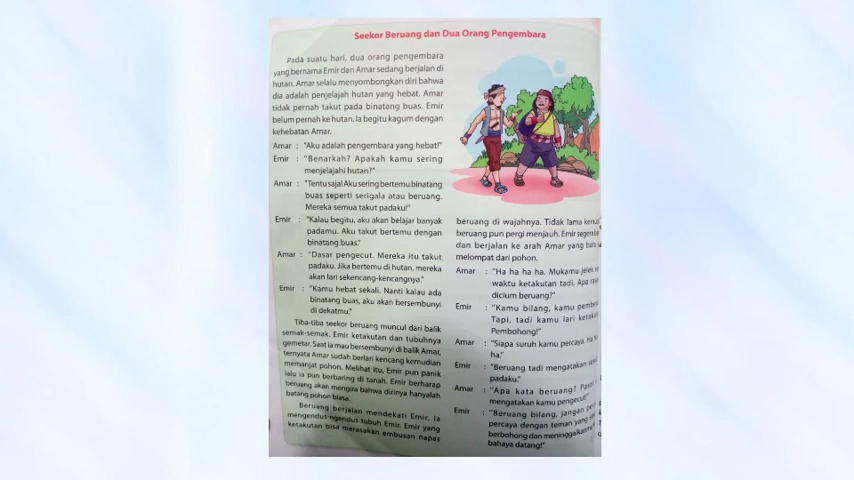 Seekor Beruang dan Dua Orang Pengembara
Pada suatu hari, dua orang pengembara
yang bernama Emir dan Amar sedang berjalan di
hutan. Amar selalu menyombongkan diri bahwa
dia adalah penjelajah hutan yang hebat. Amar
tidak pernah takut pada binatang buas. Emir
belum pernah ke hutan. Ia begitu kagum dengan
kehebatan Amar.
Amar : "Aku adalah pengembara yang hebat!"
Emir : "Benarkah? Apakah kamu sering
menjelajahi hutan?"
Amar : "Tentu saja! Aku sering bertemu binatang
buas seperti serigala atau beruang.
Mereka semua takut padaku!"
Emir : "Kalau begitu, aku akan belajar banyak
padamu. Aku takut bertemu dengan
binatang buas."
Amar : "Dasar pengecut. Mereka itu takut
padaku. Jika bertemu di hutan, mereka
akan lari sekencang-kencangnya."
Emir : "Kamu hebat sekali. Nanti kalau ada
binatang buas, aku akan bersembunyi
di dekatmu."
Tiba-tiba seekor beruang muncul dari balik
semak-semak. Emir ketakutan dan tubuhnya
gemetar. Saat ia mau bersembunyi di balik Amar,
ternyata Amar sudah berlari kencang kemudian
memanjat pohon. Melihat itu, Emir pun panik
lalu ia pun berbaring di tanah. Emir berharap
beruang akan mengira bahwa dirinya hanyalah
batang pohon biasa.
Beruang berjalan mendekati Emir. Ia
mengendus-ngendus tubuh Emir. Emir yang
ketakutan bisa merasakan embusan napas
beruang di wajahnya. Tidak lama
beruang pun pergi menjauh. Emir
dan berjalan ke arah Amar yang
melompat dari pohon.
Amar : "Ha ha ha ha. Mukamu jelek
waktu ketakutan tadi. Apa
dicium beruang?"
Emir : "Kamu bilang, kamu
Tapi, tadi kamu lari
Pembohong!"
Amar : "Siapa suruh kamu percaya. Ha
ha."
Emir : "Beruang tadi mengatakan
padaku."
Amar : "Apa kata beruang?
mengatakan kamu pengecut!"
Emir : "Beruang bilang, jangan
percaya dengan teman yang
berbohong dan meninggalkanmu
bahaya datang!"